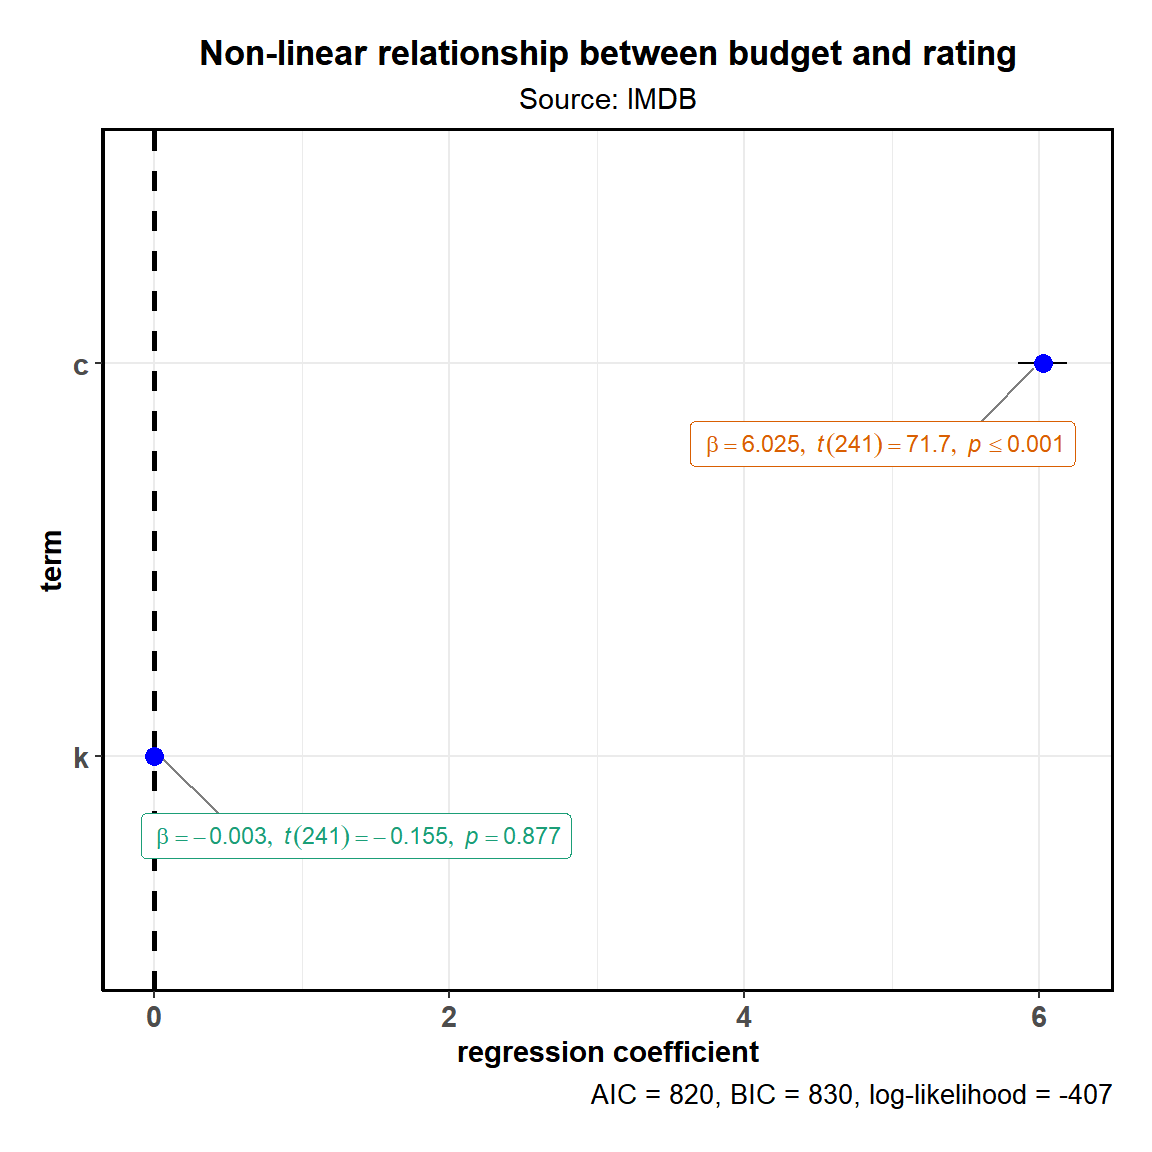 Non-linear relationship between budget and rating
Source: IMDB
term
c
β = 6.025, t(241) = 71.7, p ≤ 0.001
k
β = − 0.003, t(241) = − 0.155, p = 0.877
0 2 4 6
regression coefficient
AIC = 820, BIC = 830, log-likelihood = -407